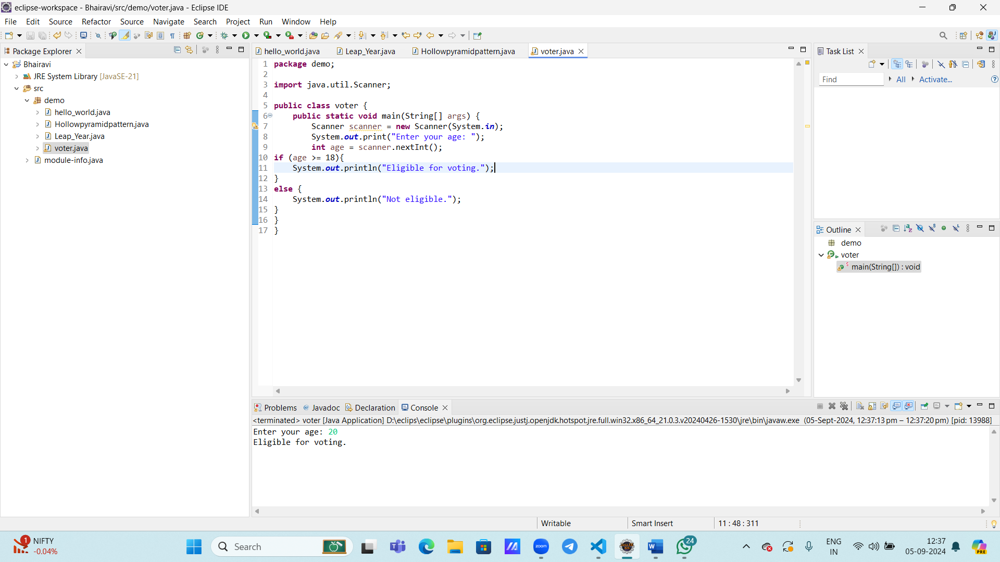 eclipse-workspace - Bhairavi/src/demo/voter.java - Eclipse IDE
File Edit Source Refactor Source Navigate Search Project Run Window Help
Package Explorer
Bhairavi
JRE System Library [JavaSE-21]
src
demo
hello_world.java
Hollowpyramidpattern.java
Leap_Year.java
voter.java
module-info.java
hello_world.java Leap_Year.java Hollowpyramidpattern.java voter.java
1 package demo;
2
3 import java.util.Scanner;
4
5 public class voter {
6 public static void main(String[] args) {
7 Scanner scanner = new Scanner(System.in);
8 System.out.print("Enter your age: ");
9 int age = scanner.nextInt();
10 if (age >= 18){
11 System.out.println("Eligible for voting.");
12 }
13 else {
14 System.out.println("Not eligible.");
15 }
16 }
17 }
Task List
Find All Activate...
Outline
demo
voter
main(String[]) : void
Problems Javadoc Declaration Console
<terminated> voter [Java Application] D:\eclips\eclipse\plugins\org.eclipse.justj.openjdk.hotspot.jre.full.win32.x86_64_21.0.3.v20240426-1530\jre\bin\javaw.exe (05-Sept-2024, 12:37:13 pm – 12:37:20 pm) [pid: 13988]
Enter your age: 20
Eligible for voting.
Writable Smart Insert 11 : 48 : 311
1
NIFTY
-0.04%
Search
zoom
24
ENG
IN
12:37
05-09-2024
PRE